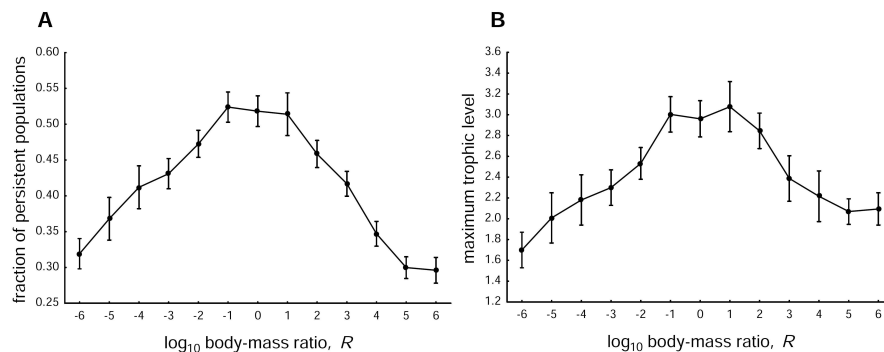 A
fraction of persistent populations
0.60
0.55
0.50
0.45
0.40
0.35
0.30
0.25
-6 -5 -4 -3 -2 -1 0 1 2 3 4 5 6
log10 body-mass ratio, R
B
maximum trophic level
3.6
3.4
3.2
3.0
2.8
2.6
2.4
2.2
2.0
1.8
1.6
1.4
1.2
-6 -5 -4 -3 -2 -1 0 1 2 3 4 5 6
log10 body-mass ratio, R